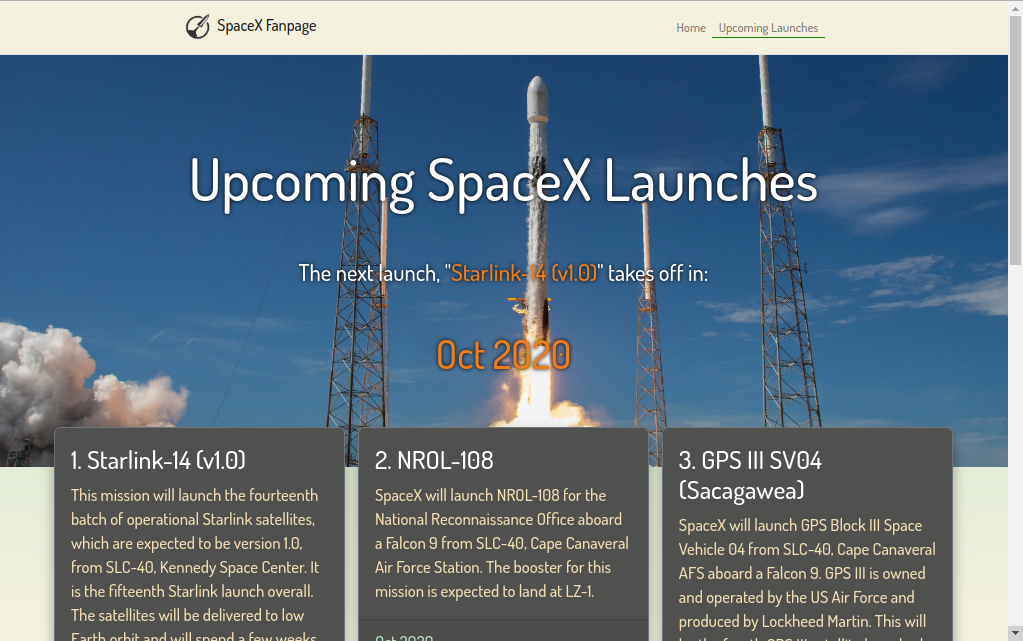 SpaceX Fanpage
Home
Upcoming Launches
Upcoming SpaceX Launches
The next launch, "Starlink-14 (v1.0)" takes off in:
Oct 2020
1. Starlink-14 (v1.0)
This mission will launch the fourteenth
batch of operational Starlink satellites,
which are expected to be version 1.0,
from SLC-40, Kennedy Space Center. It
is the fifteenth Starlink launch overall.
The satellites will be delivered to low
Earth orbit and will spend a few weeks
2. NROL-108
SpaceX will launch NROL-108 for the
National Reconnaissance Office aboard
a Falcon 9 from SLC-40, Cape Canaveral
Air Force Station. The booster for this
mission is expected to land at LZ-1.
Oct 2020
3. GPS III SV04
(Sacagawea)
SpaceX will launch GPS Block III Space
Vehicle 04 from SLC-40, Cape Canaveral
AFS aboard a Falcon 9. GPS III is owned
and operated by the US Air Force and
produced by Lockheed Martin. This will